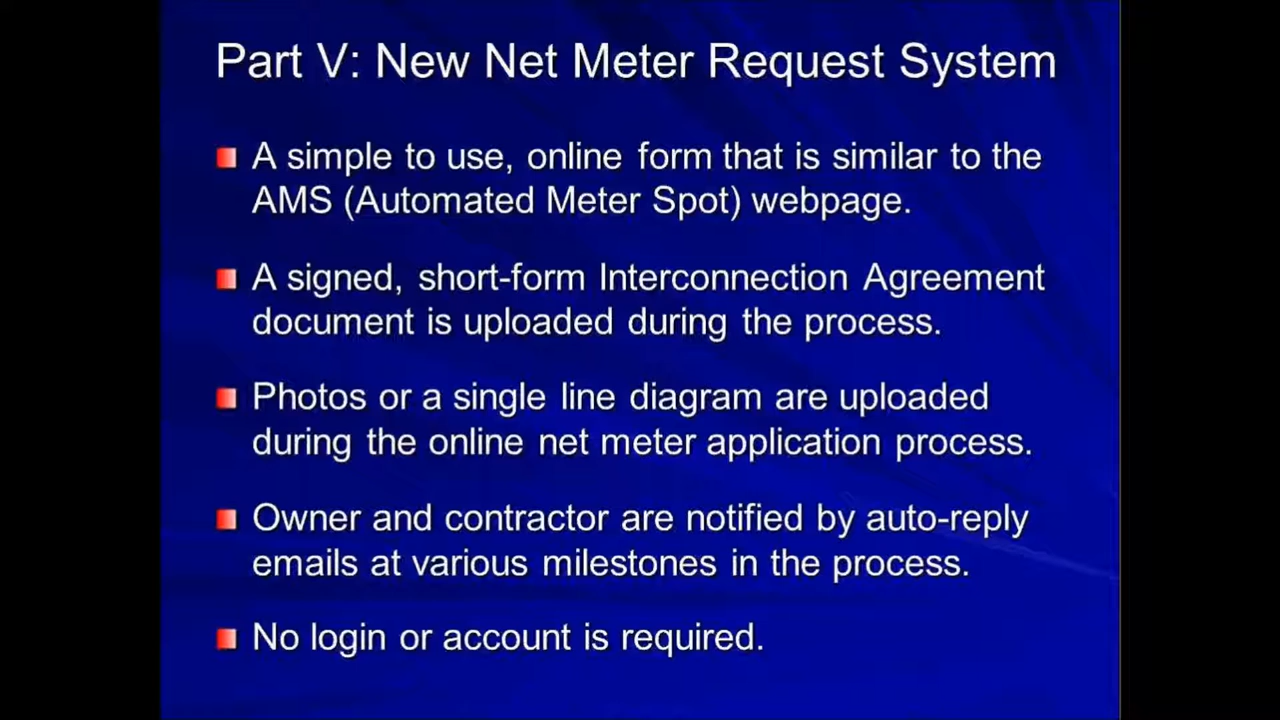 Part V: New Net Meter Request System
A simple to use, online form that is similar to the
AMS (Automated Meter Spot) webpage.
A signed, short-form Interconnection Agreement
document is uploaded during the process.
Photos or a single line diagram are uploaded
during the online net meter application process.
Owner and contractor are notified by auto-reply
emails at various milestones in the process.
No login or account is required.